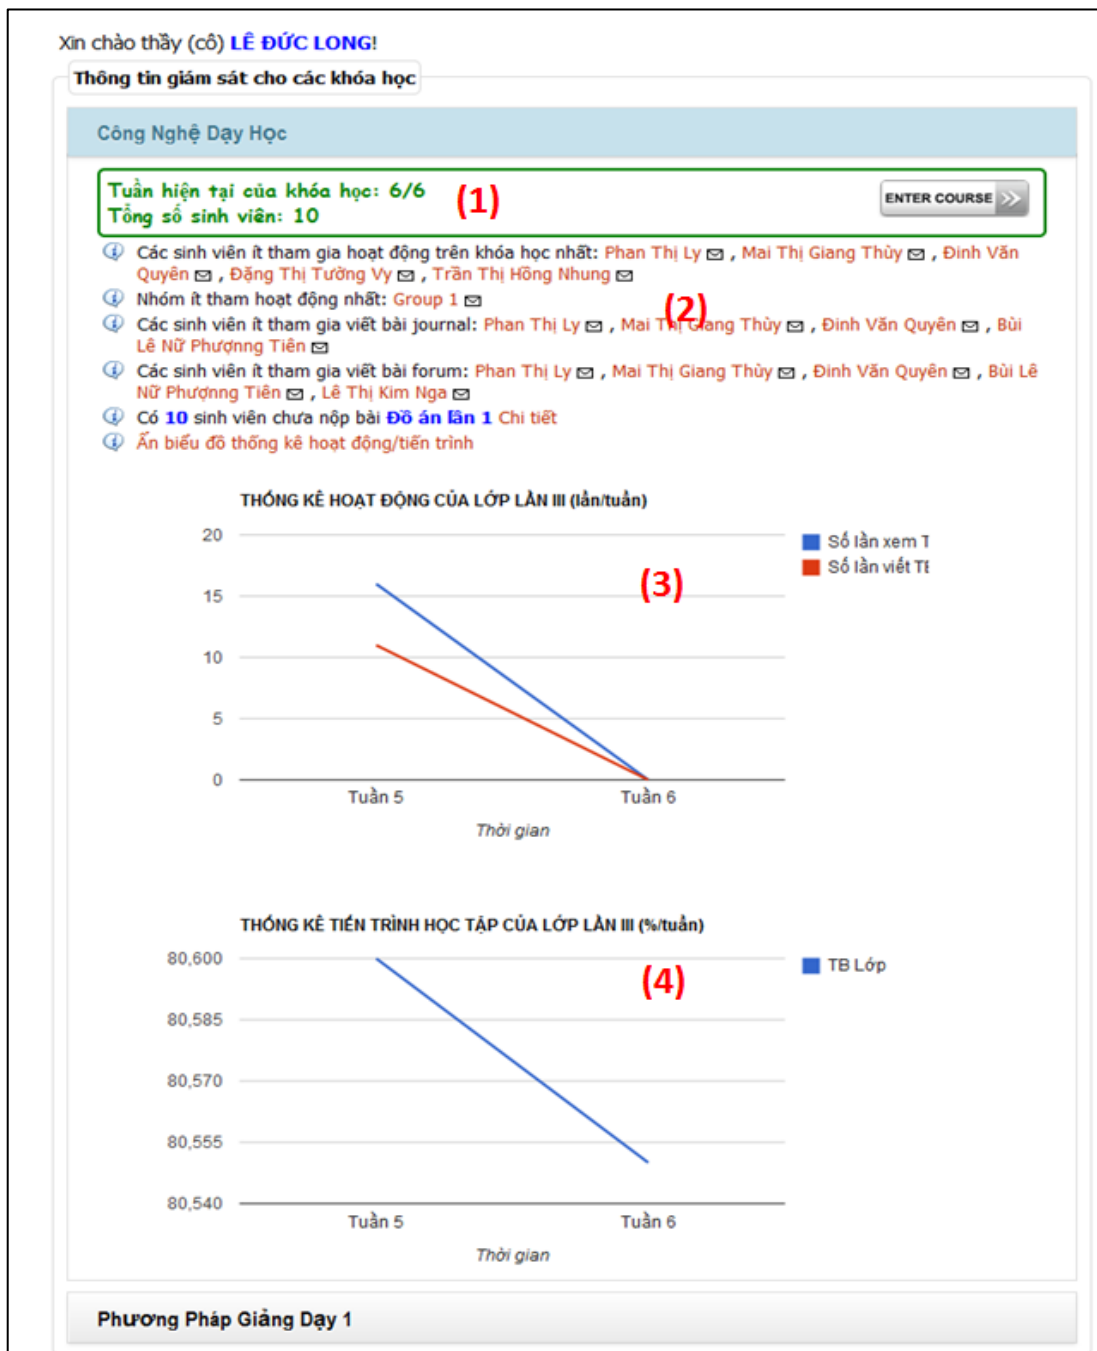 Xin chào thầy (cô) LÊ ĐỨC LONG!
Thông tin giám sát cho các khóa học
Công Nghệ Dạy Học
Tuần hiện tại của khóa học: 6/6
(1)
ENTER COURSE
Tổng số sinh viên: 10
Các sinh viên ít tham gia hoạt động trên khóa học nhất: Phan Thị Ly , Mai Thị Giang Thùy , Đinh Văn
Quyên , Đặng Thị Tường Vy , Trần Thị Hồng Nhung
Nhóm ít tham hoạt động nhất: Group 1
(2)
Các sinh viên ít tham gia viết bài journal: Phan Thị Ly , Mai Thị Giang Thùy , Đinh Văn Quyên , Bùi
Lê Nữ Phượnng Tiên
Các sinh viên ít tham gia viết bài forum: Phan Thị Ly , Mai Thị Giang Thùy , Đinh Văn Quyên , Bùi Lê
Nữ Phượnng Tiên , Lê Thị Kim Nga
Có 10 sinh viên chưa nộp bài Đồ án lần 1 Chi tiết
Ẩn biểu đồ thống kê hoạt động/tiến trình
THỐNG KÊ HOẠT ĐỘNG CỦA LỚP LẦN III (lần/tuần)
20
Số lần xem T
Số lần viết TB
(3)
15
10
5
0
Tuần 5
Tuần 6
Thời gian
THỐNG KÊ TIẾN TRÌNH HỌC TẬP CỦA LỚP LẦN III (%/tuần)
80,600
TB Lớp
(4)
80,585
80,570
80,555
80,540
Tuần 5
Tuần 6
Thời gian
Phương Pháp Giảng Dạy 1